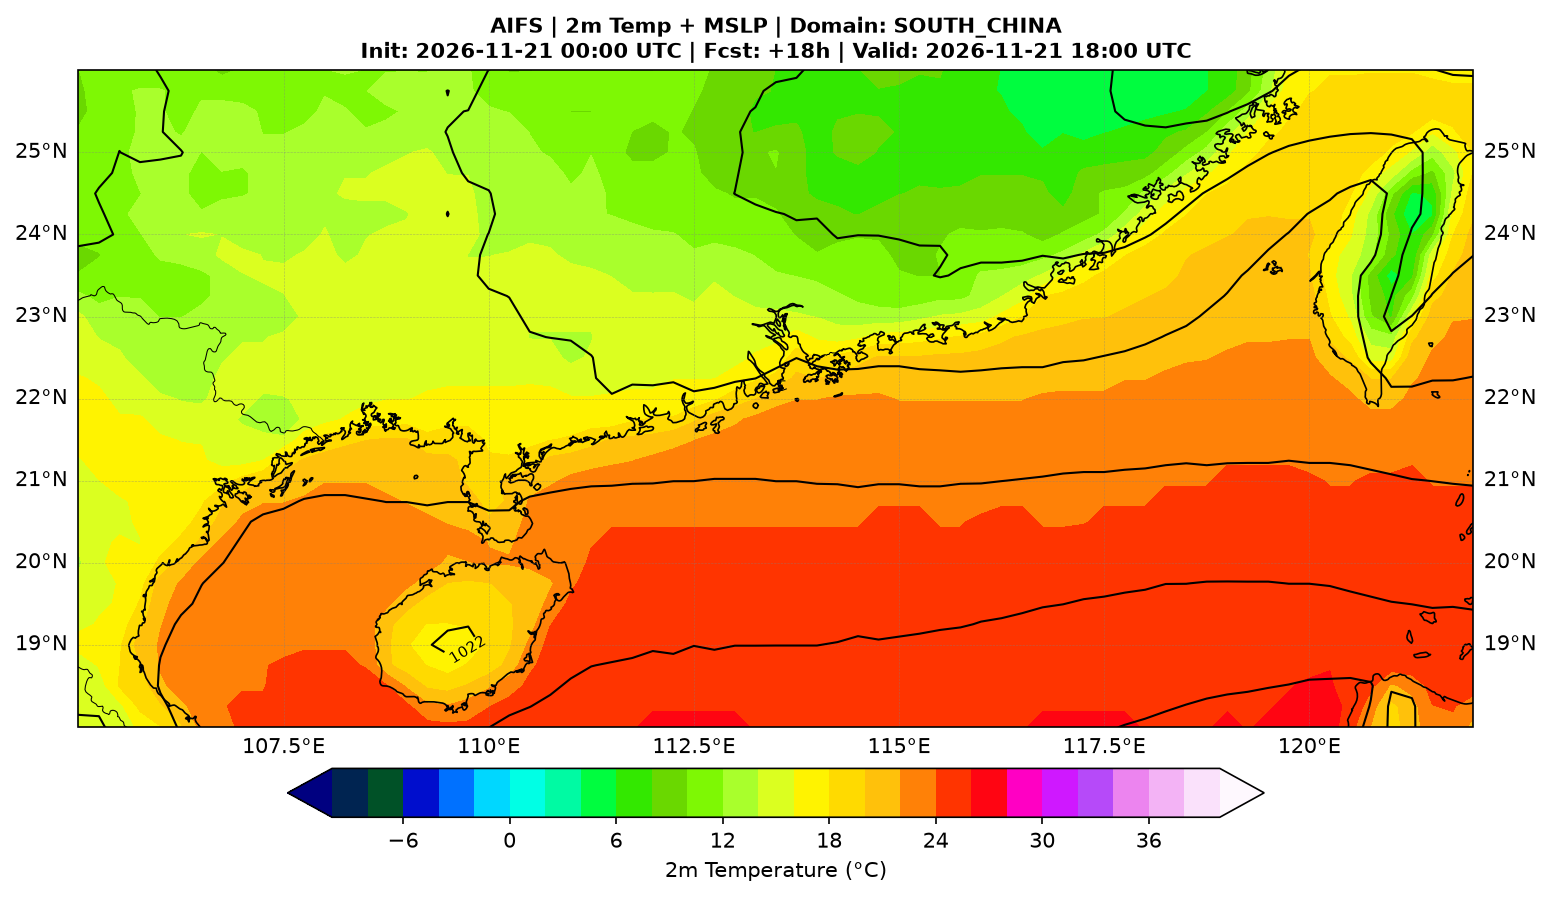 AIFS | 2m Temp + MSLP | Domain: SOUTH_CHINA
Init: 2026-11-21 00:00 UTC | Fcst: +18h | Valid: 2026-11-21 18:00 UTC
25°N 25°N
24°N 24°N
23°N 23°N
22°N 22°N
21°N 21°N
20°N 20°N
19°N 19°N
1022
107.5°E 110°E 112.5°E 115°E 117.5°E 120°E
−6 0 6 12 18 24 30 36
2m Temperature (°C)